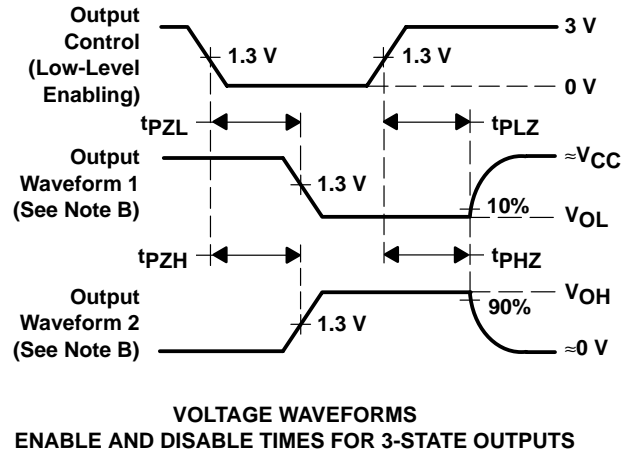 Output
Control
(Low-Level
Enabling)
1.3 V
1.3 V
3 V
0 V
tPZL
tPLZ
Output
Waveform 1
(See Note B)
1.3 V
10%
≈VCC
VOL
tPZH
tPHZ
Output
Waveform 2
(See Note B)
1.3 V
90%
VOH
≈0 V
VOLTAGE WAVEFORMS
ENABLE AND DISABLE TIMES FOR 3-STATE OUTPUTS